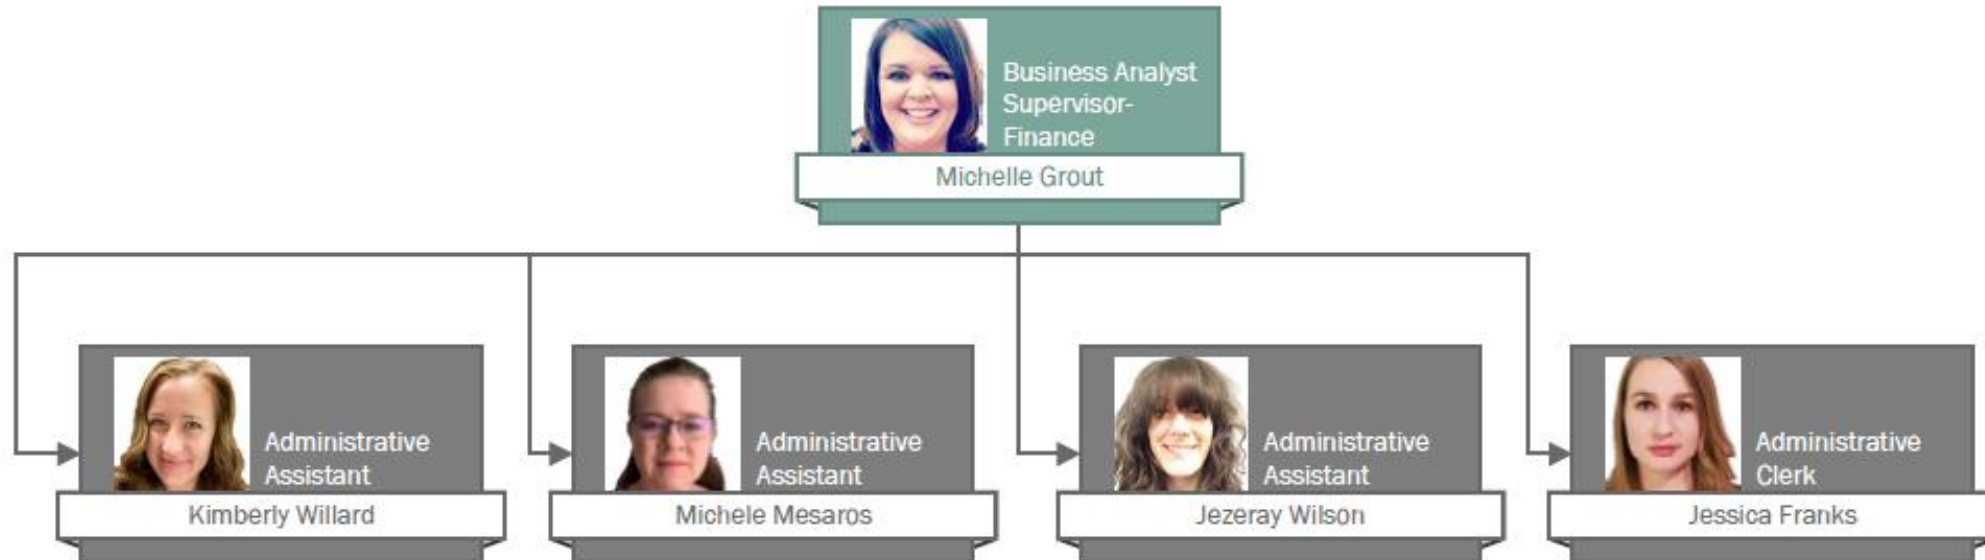 Business Analyst
Supervisor-
Finance
Michelle Grout
Administrative
Assistant
Kimberly Willard
Administrative
Assistant
Michele Mesaros
Administrative
Assistant
Jezeray Wilson
Administrative
Clerk
Jessica Franks